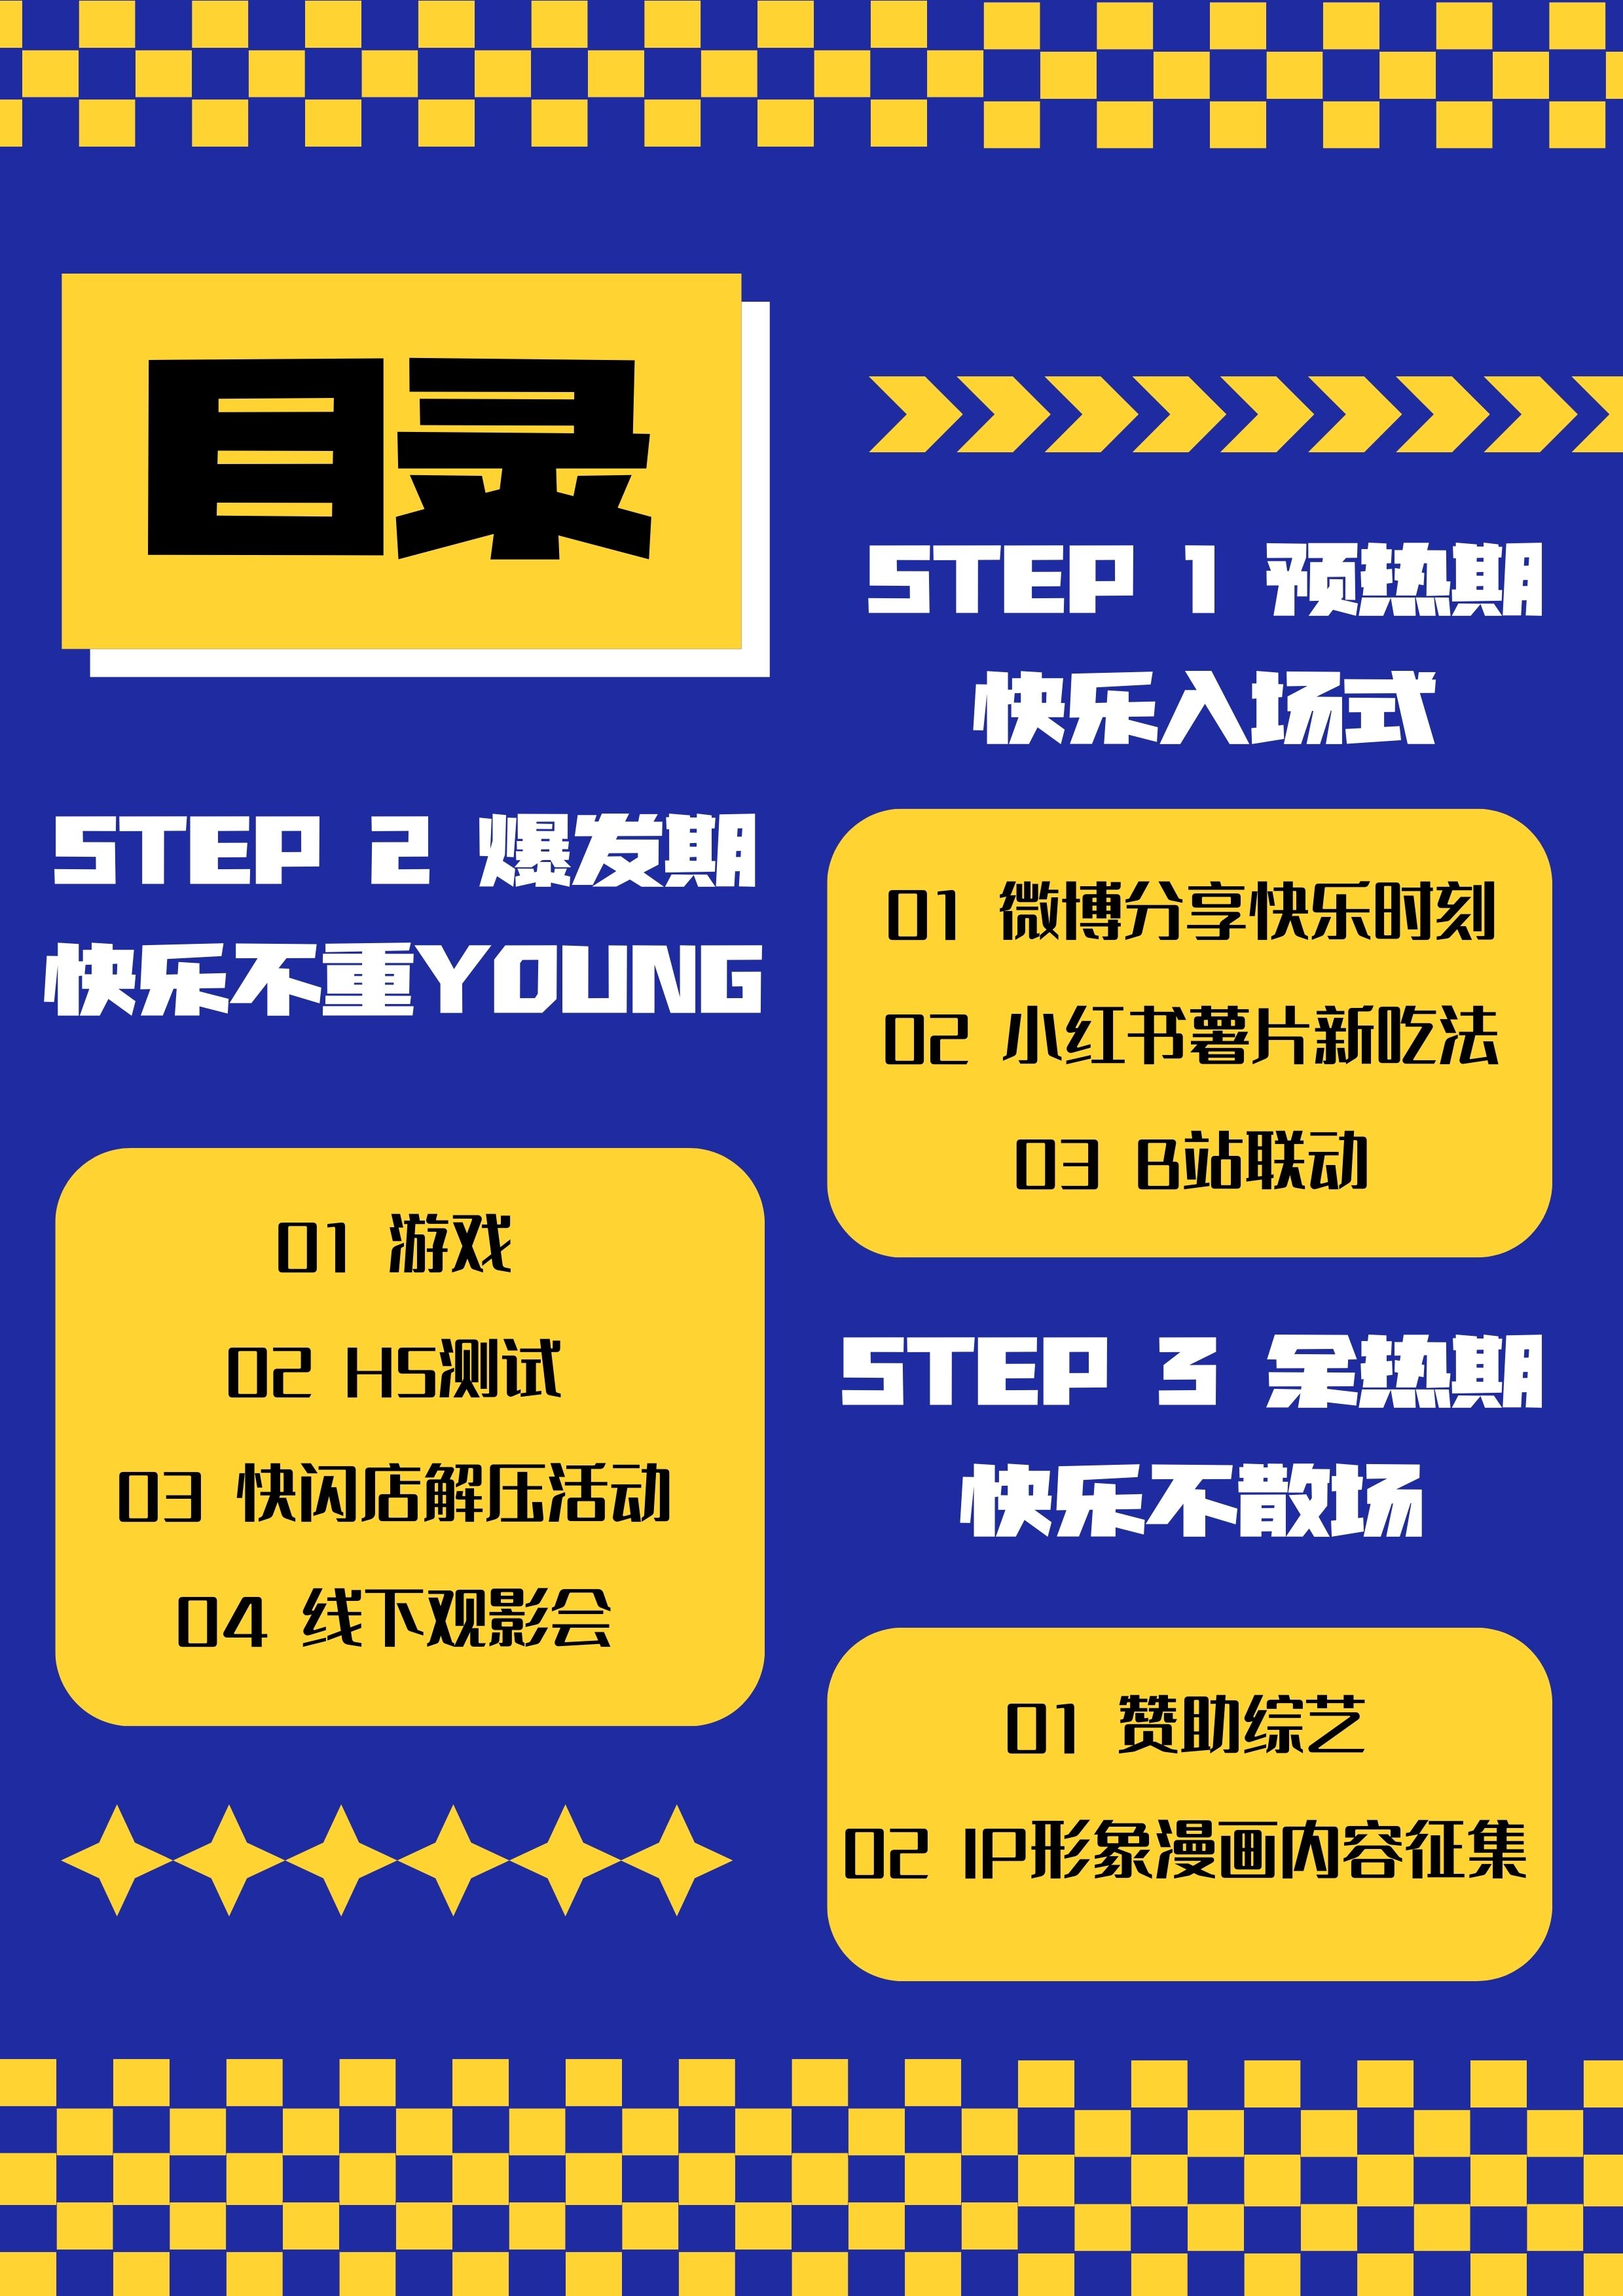 目录
STEP 1 预热期
快乐入场式
01 微博分享快乐时刻
02 小红书薯片新吃法
03 B站联动
STEP 2 爆发期
快乐不重YOUNG
01 游戏
02 HS测试
03 快闪店解压活动
04 线下观影会
STEP 3 余热期
快乐不散场
01 赞助综艺
02 IP形象漫画内容征集